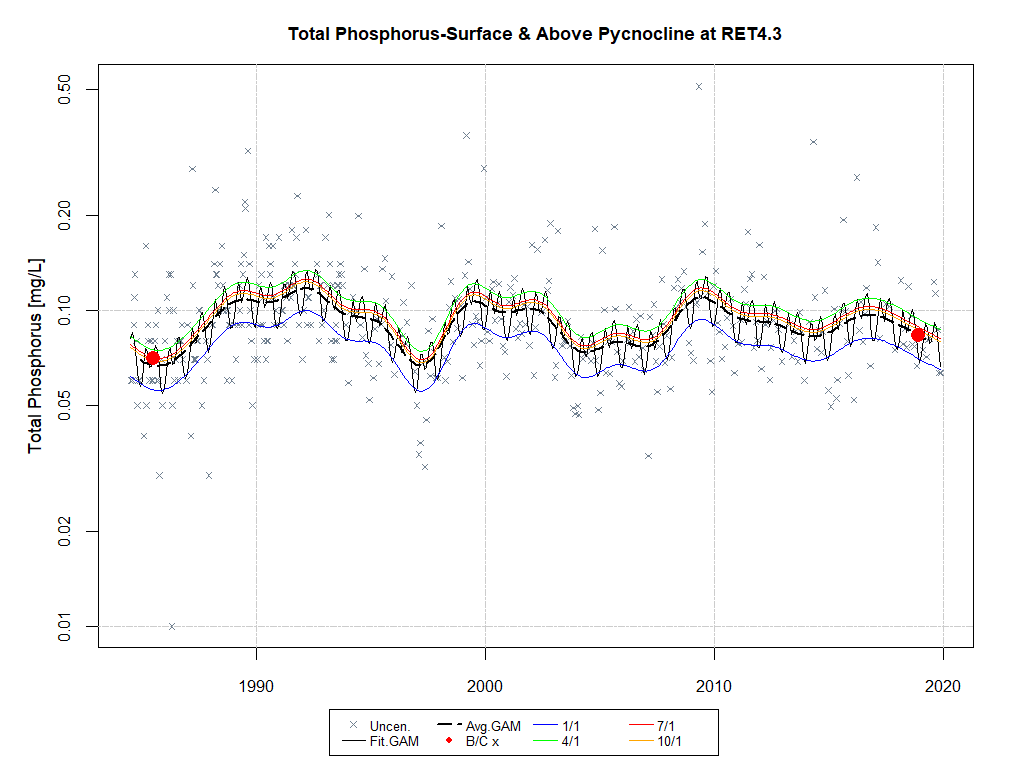 Total Phosphorus-Surface & Above Pycnocline at RET4.3
Total Phosphorus [mg/L]
0.50
0.20
0.10
0.05
0.02
0.01
1990 2000 2010 2020
Uncen. Avg.GAM 1/1 7/1
Fit.GAM B/C x 4/1 10/1